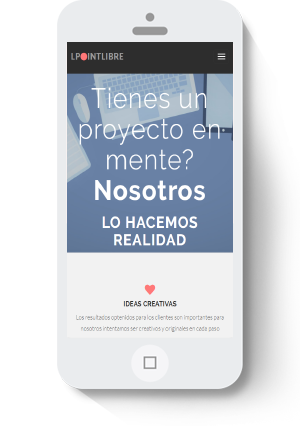 LPOINTLIBRE
Tienes un
proyecto en
mente?
Nosotros
LO HACEMOS
REALIDAD
IDEAS CREATIVAS
Los resultados optenidos para los clientes son importantes para
nosotros intentamos ser creativos y originales en cada paso